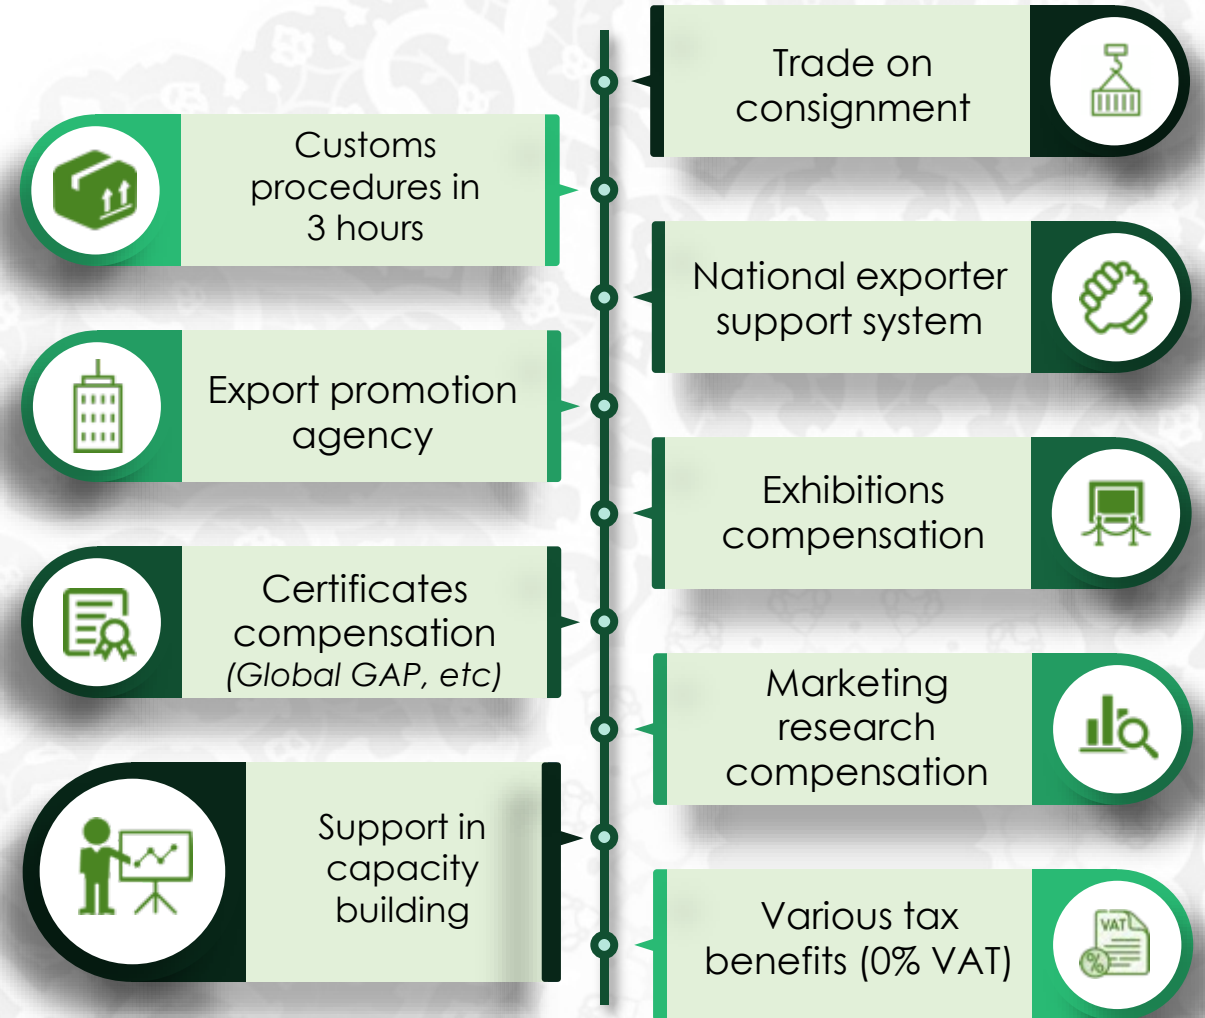 Trade on
consignment
Customs
procedures in
3 hours
National exporter
support system
Export promotion
agency
Exhibitions
compensation
Certificates
compensation
(Global GAP, etc)
Marketing
research
compensation
Support in
capacity
building
Various tax
benefits (0% VAT)
VAT
%